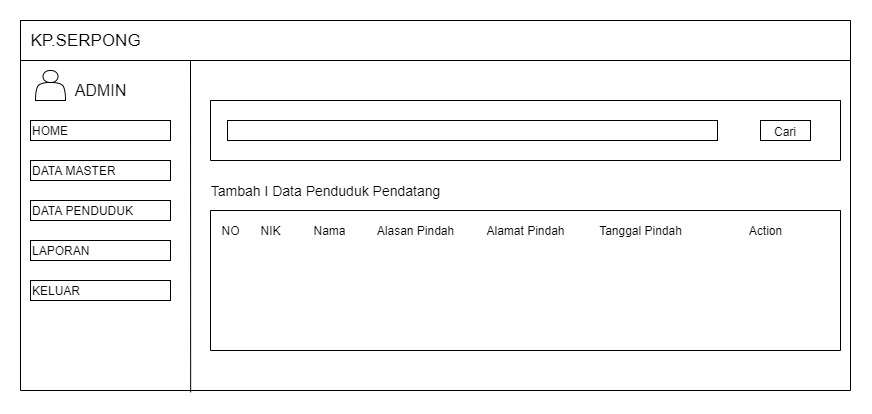 KP.SERPONG
ADMIN
HOME
DATA MASTER
DATA PENDUDUK
LAPORAN
KELUAR
Cari
Tambah I Data Penduduk Pendatang
NO NIK Nama Alasan Pindah Alamat Pindah Tanggal Pindah Action